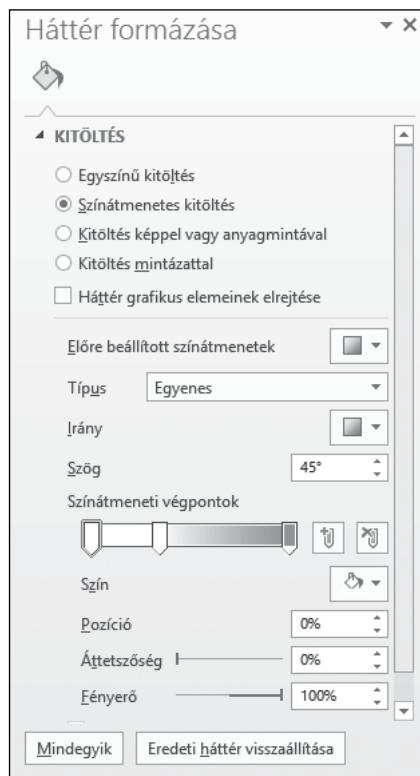 Háttér formázása
KITÖLTÉS
Egyszínű kitöltés
Színátmenetes kitöltés
Kitöltés képpel vagy anyagmintával
Kitöltés mintázattal
Háttér grafikus elemeinek elrejtése
Előre beállított színátmenetek
Típus Egyenes
Irány
Szög 45°
Színátmeneti végpontok
Szín
Pozíció 0%
Áttetszőség 0%
Fényerő 100%
Mindegyik Eredeti háttér visszaállítása